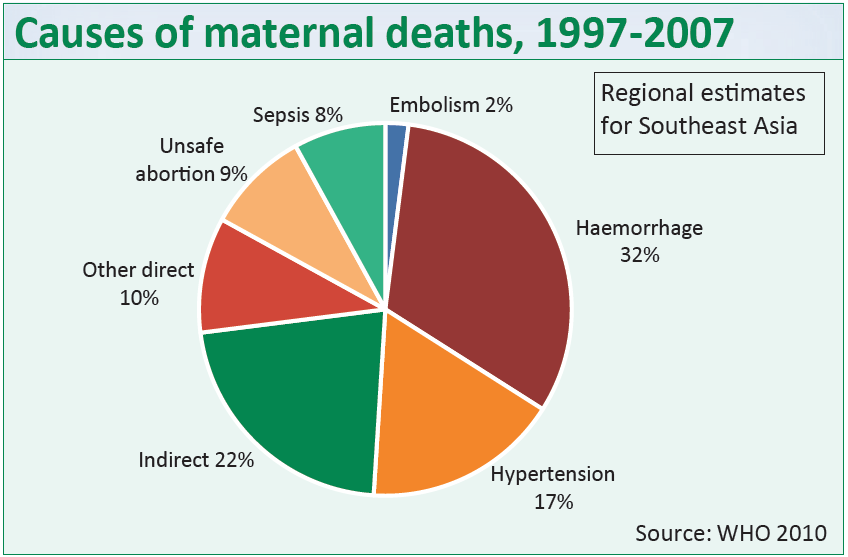 Causes of maternal deaths, 1997-2007
Regional estimates
for Southeast Asia
Embolism 2%
Haemorrhage
32%
Hypertension
17%
Indirect 22%
Other direct
10%
Unsafe
abortion 9%
Sepsis 8%
Source: WHO 2010